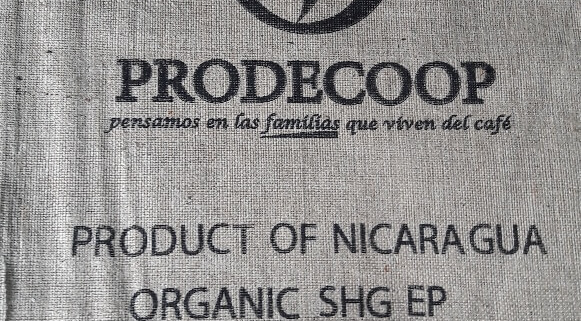 PRODECOOP
pensamos en las familias que viven del café
PRODUCT OF NICARAGUA
ORGANIC SHG EP